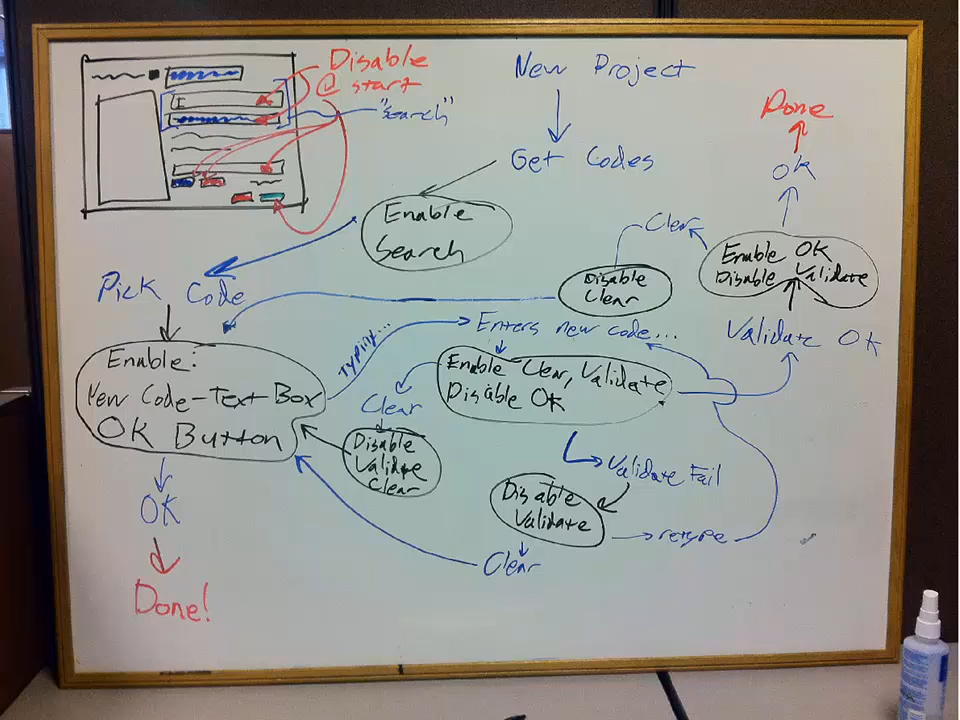 Disable
@ start
"search"
New Project
Get Codes
Done
OK
Enable
Search
Clear
Enable OK
Disable Validate
Disable
Clear
Pick Code
Typing...
Enters new code...
Validate OK
Enable:
New Code-Text Box
OK Button
Enable Clear, Validate
Disable OK
Clear
Disable
Validate
Clear
Validate Fail
Disable
Validate
retype
Clear
OK
Done!